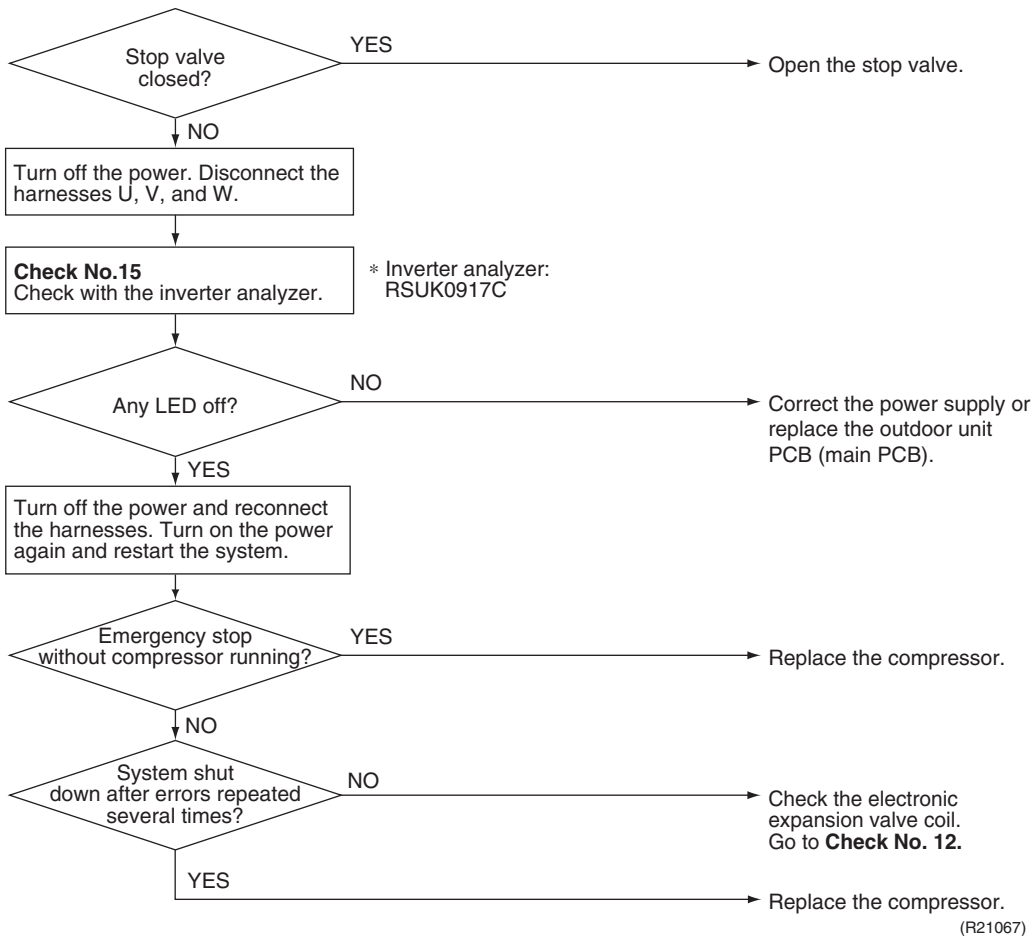 Stop valve
closed?
YES
Open the stop valve.
NO
Turn off the power. Disconnect the
harnesses U, V, and W.
Check No.15
Check with the inverter analyzer.
* Inverter analyzer:
RSUK0917C
Any LED off?
NO
Correct the power supply or
replace the outdoor unit
PCB (main PCB).
YES
Turn off the power and reconnect
the harnesses. Turn on the power
again and restart the system.
Emergency stop
without compressor running?
YES
Replace the compressor.
NO
System shut
down after errors repeated
several times?
NO
Check the electronic
expansion valve coil.
Go to Check No. 12.
YES
Replace the compressor.
(R21067)